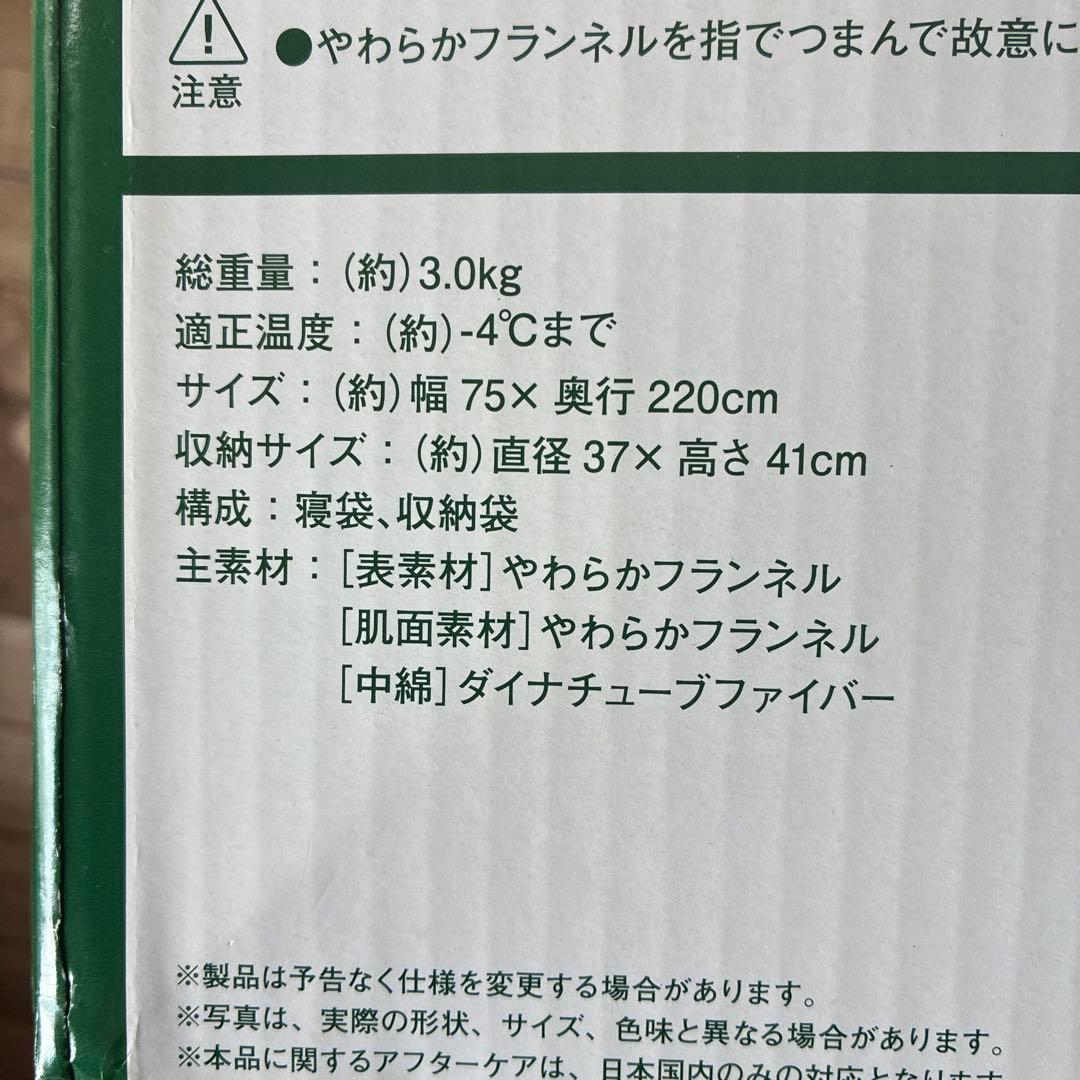 ●やわらかフランネルを指でつまんで故意に
注意
総重量：(約)3.0kg
適正温度：(約)-4℃まで
サイズ：(約)幅 75× 奥行 220cm
収納サイズ：(約)直径 37× 高さ 41cm
構成：寝袋、収納袋
主素材：［表素材］やわらかフランネル
［肌面素材］やわらかフランネル
［中綿］ダイナチューブファイバー
※製品は予告なく仕様を変更する場合があります。
※写真は、実際の形状、サイズ、色味と異なる場合があります。
※本品に関するアフターケアは、日本国内のみの対応となります